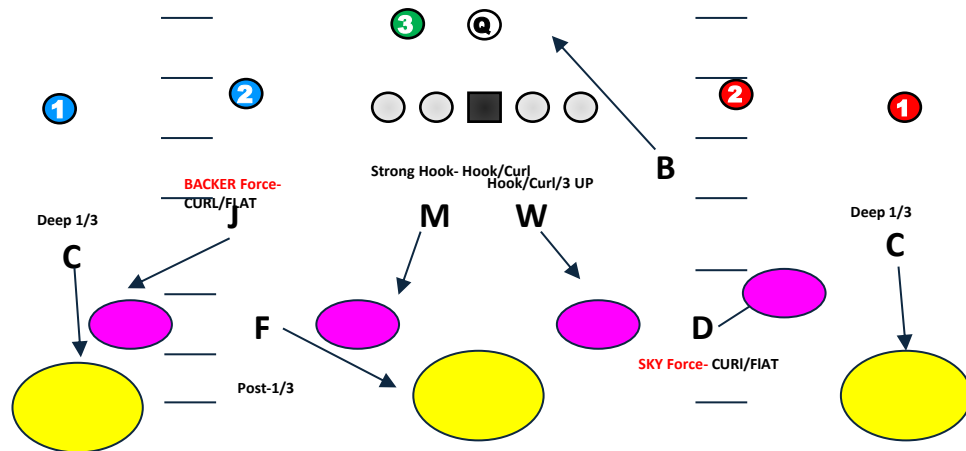 3 Q
1 2 2 1
B
Strong Hook- Hook/Curl
Hook/Curl/3 UP
BACKER Force-
CURL/FLAT
Deep 1/3
Deep 1/3
J M W
C C
F D
SKY Force- CURl/FlAT
Post-1/3